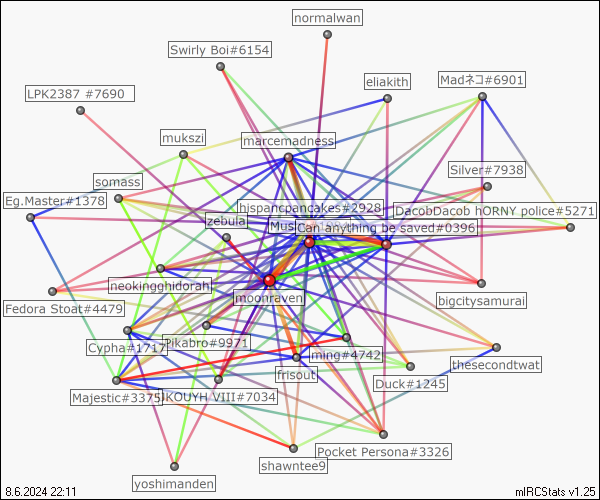 normalwan
Swirly Boi#6154
eliakith
Madネコ#6901
LPK2387 #7690
mukszi
marcemadness
Silver#7938
somass
Eg.Master#1378
hjspancpancakes#2928
DacobDacob hORNY police#5271
zebula
Can anything be saved#0396
neokingghidorah
moonraven
bigcitysamurai
Fedora Stoat#4479
Cypha#1717
Pikabro#9971
ming#4742
thesecondtwat
frisout
Duck#1245
Majestic#3375
JKOUYH VIII#7034
Pocket Persona#3326
shawntee9
yoshimanden
8.6.2024 22:11
mIRCStats v1.25